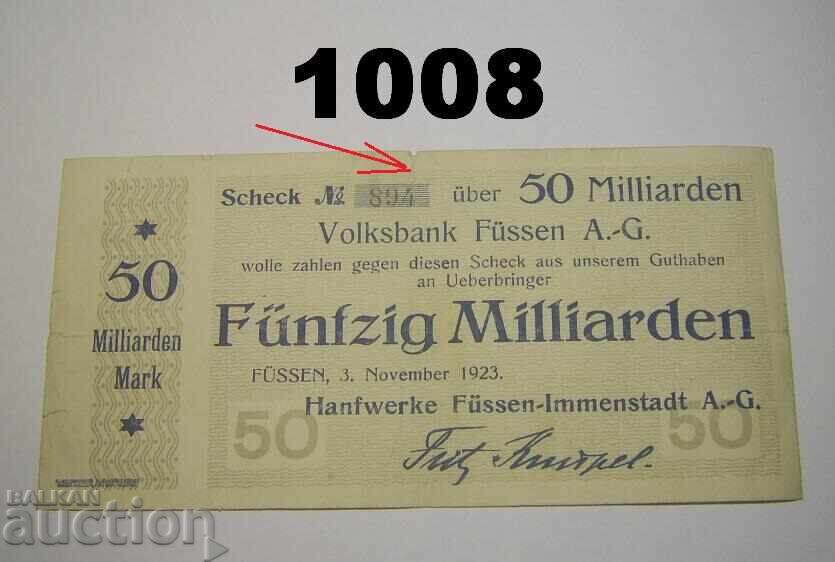 1008
Scheck № 894 über 50 Milliarden
Volksbank Füssen A.-G.
wolle zahlen gegen diesen Scheck aus unserem Guthaben
an Ueberbringer
Fünfzig Milliarden
FÜSSEN, 3. November 1923.
Hanfwerke Füssen-Immenstadt A.-G.
50
Milliarden
Mark
50
50
BALKAN
auction